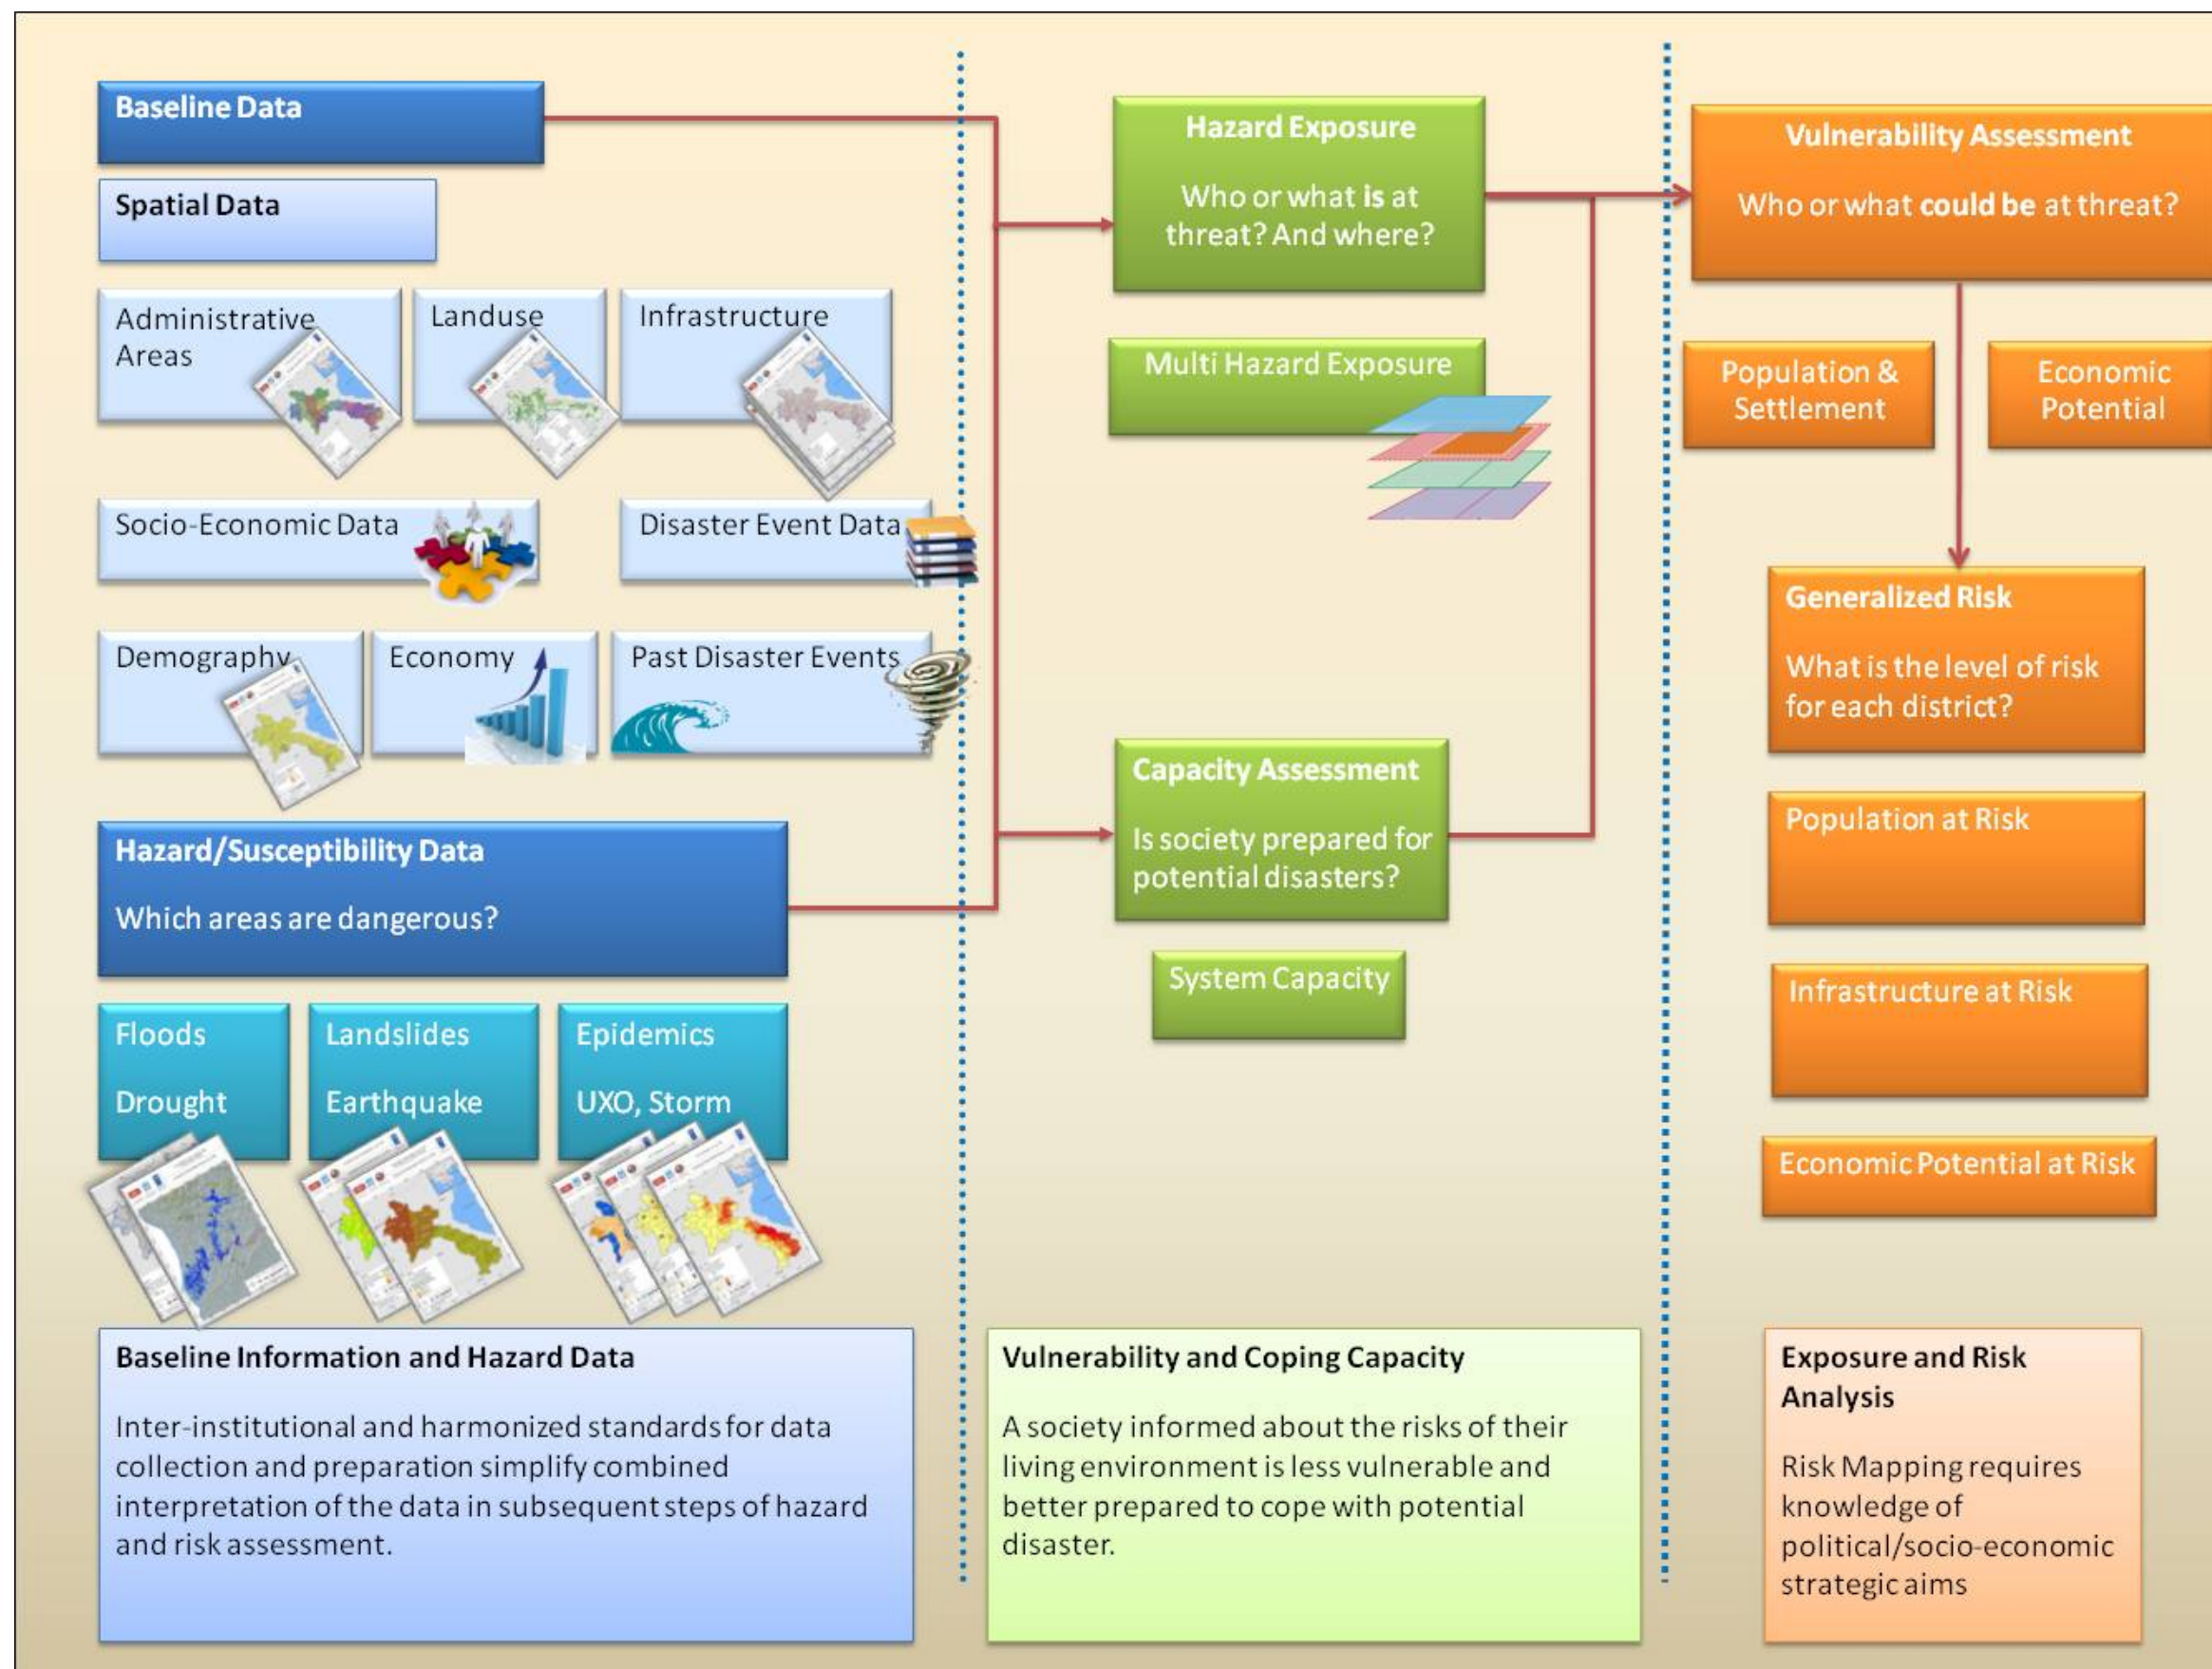 Baseline Data
Spatial Data
Administrative
Areas
Landuse
Infrastructure
Socio-Economic Data
Disaster Event Data
Demography
Economy
Past Disaster Events
Hazard/Susceptibility Data
Which areas are dangerous?
Floods
Drought
Landslides
Earthquake
Epidemics
UXO, Storm
Baseline Information and Hazard Data
Inter-institutional and harmonized standards for data
collection and preparation simplify combined
interpretation of the data in subsequent steps of hazard
and risk assessment.
Hazard Exposure
Who or what is at
threat? And where?
Multi Hazard Exposure
Capacity Assessment
Is society prepared for
potential disasters?
System Capacity
Vulnerability and Coping Capacity
A society informed about the risks of their
living environment is less vulnerable and
better prepared to cope with potential
disaster.
Vulnerability Assessment
Who or what could be at threat?
Population &
Settlement
Economic
Potential
Generalized Risk
What is the level of risk
for each district?
Population at Risk
Infrastructure at Risk
Economic Potential at Risk
Exposure and Risk
Analysis
Risk Mapping requires
knowledge of
political/socio-economic
strategic aims